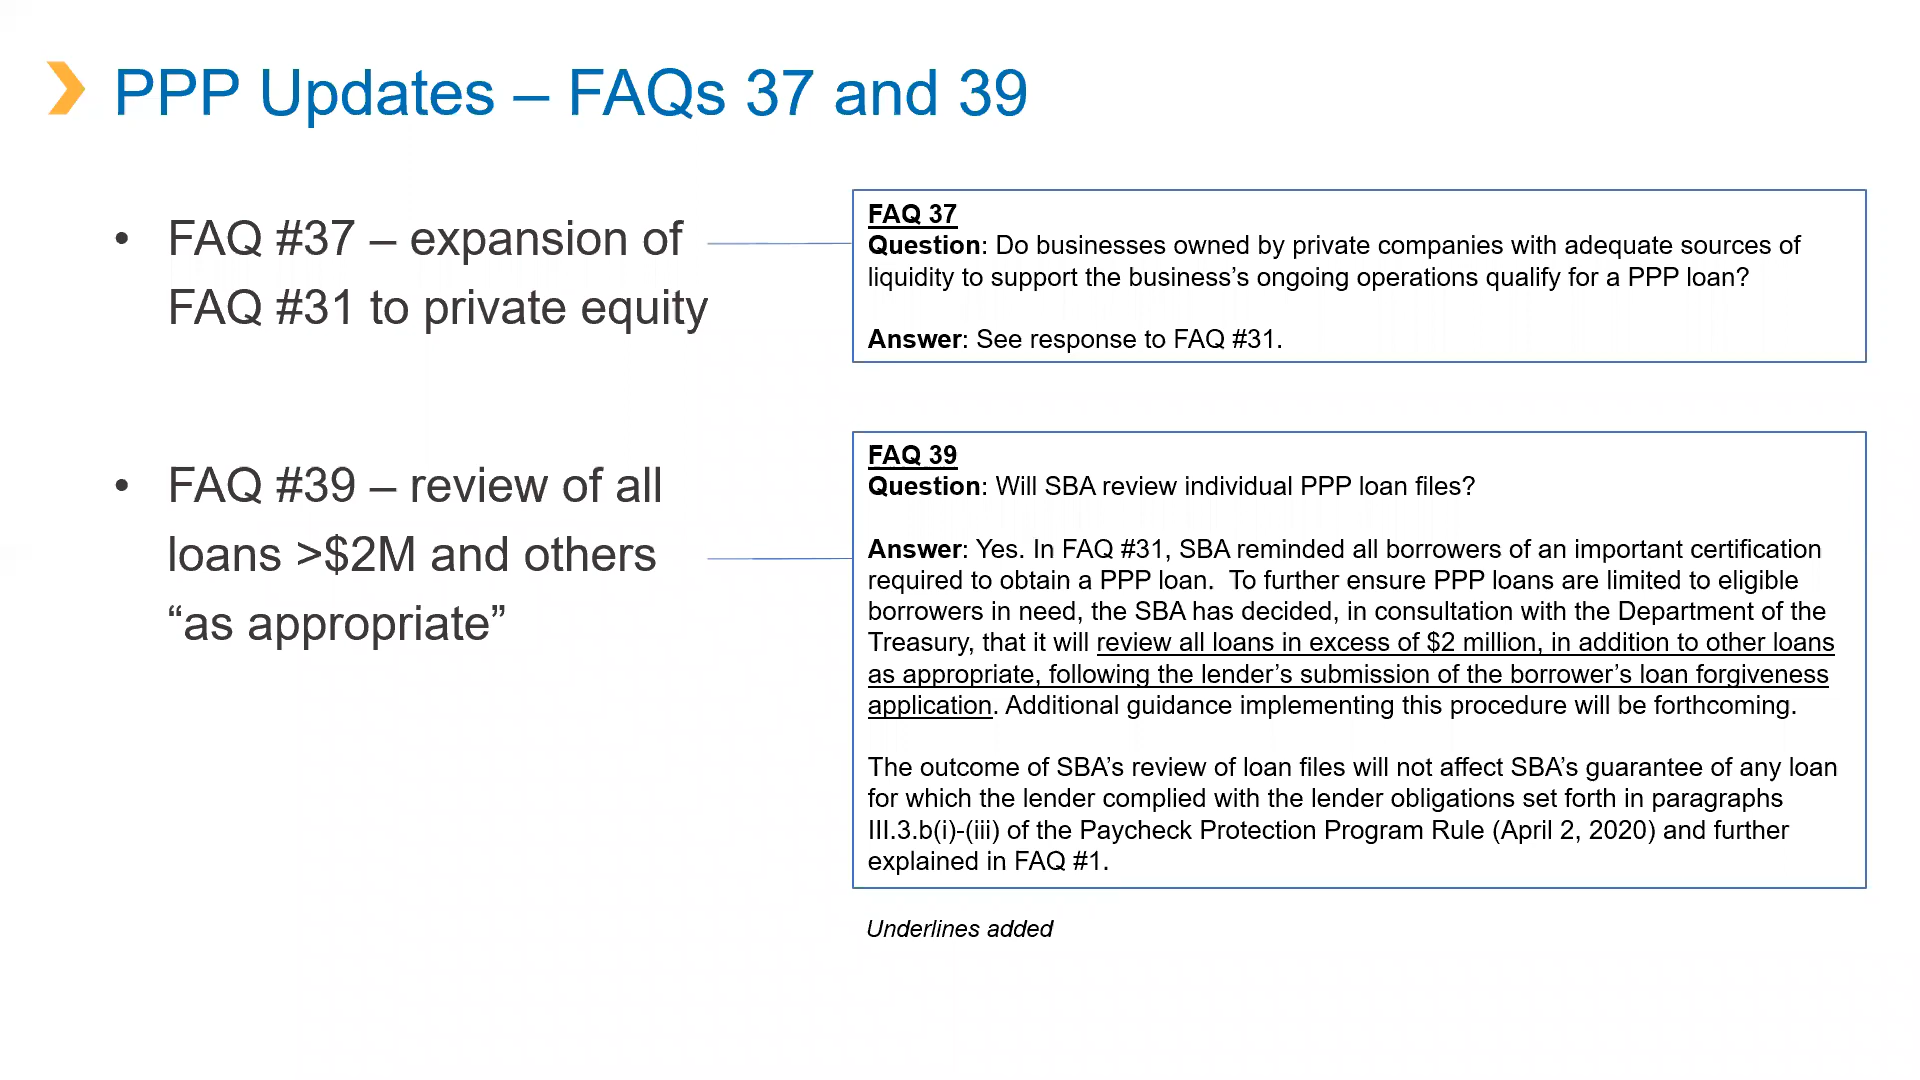 PPP Updates – FAQs 37 and 39
• FAQ #37 – expansion of
FAQ #31 to private equity
FAQ 37
Question: Do businesses owned by private companies with adequate sources of
liquidity to support the business’s ongoing operations qualify for a PPP loan?
Answer: See response to FAQ #31.
• FAQ #39 – review of all
loans >$2M and others
“as appropriate”
FAQ 39
Question: Will SBA review individual PPP loan files?
Answer: Yes. In FAQ #31, SBA reminded all borrowers of an important certification
required to obtain a PPP loan.  To further ensure PPP loans are limited to eligible
borrowers in need, the SBA has decided, in consultation with the Department of the
Treasury, that it will review all loans in excess of $2 million, in addition to other loans
as appropriate, following the lender’s submission of the borrower’s loan forgiveness
application. Additional guidance implementing this procedure will be forthcoming.
The outcome of SBA’s review of loan files will not affect SBA’s guarantee of any loan
for which the lender complied with the lender obligations set forth in paragraphs
III.3.b(i)-(iii) of the Paycheck Protection Program Rule (April 2, 2020) and further
explained in FAQ #1.
Underlines added